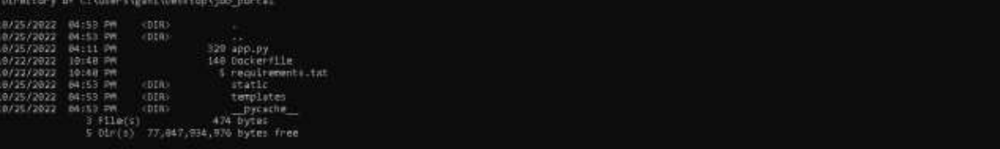 Directory of C:\Users\gani\Desktop\job_portal
0/25/2022 04:53 PM <DIR> .
0/25/2022 04:53 PM <DIR> ..
0/25/2022 04:11 PM 329 app.py
0/22/2022 10:48 PM 140 Dockerfile
0/22/2022 10:48 PM 5 requirements.txt
0/25/2022 04:53 PM <DIR> static
0/25/2022 04:53 PM <DIR> templates
0/25/2022 04:53 PM <DIR> __pycache__
3 File(s) 474 bytes
5 Dir(s) 77,847,934,976 bytes free